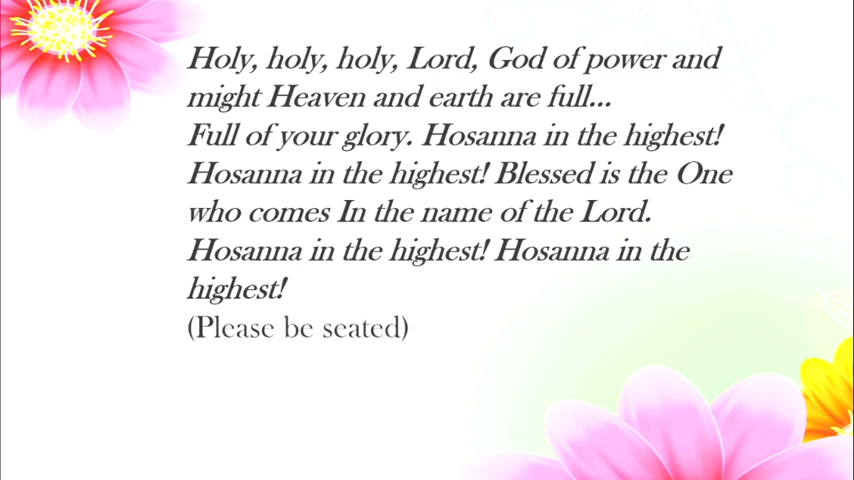 Holy, holy, holy, Lord, God of power and
might Heaven and earth are full...
Full of your glory. Hosanna in the highest!
Hosanna in the highest! Blessed is the One
who comes In the name of the Lord.
Hosanna in the highest! Hosanna in the
highest!
(Please be seated)